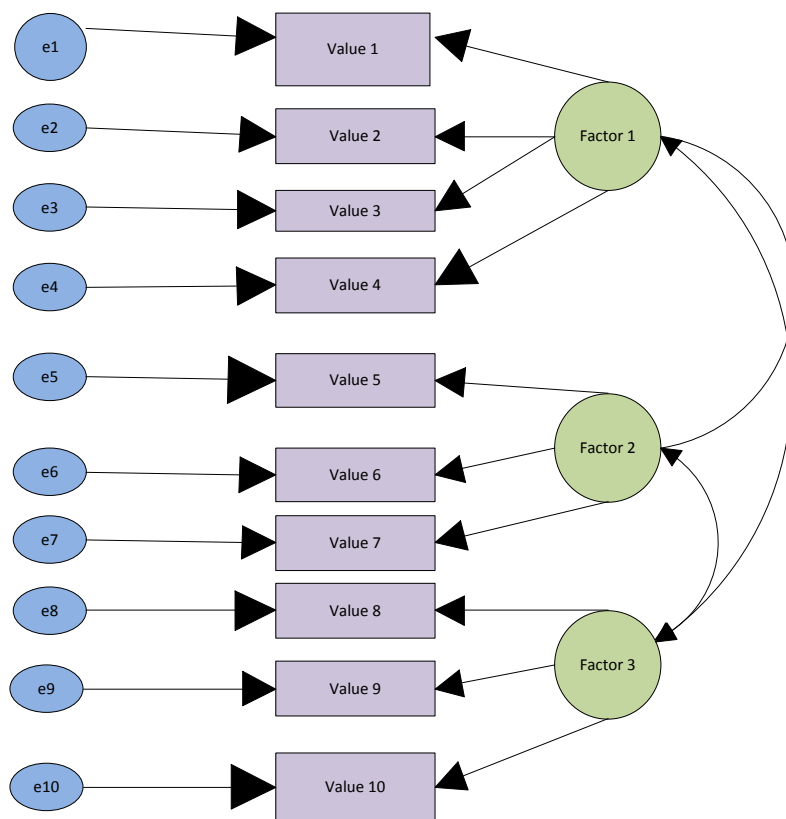 e1
Value 1
e2
Value 2
Factor 1
e3
Value 3
e4
Value 4
e5
Value 5
e6
Value 6
Factor 2
e7
Value 7
e8
Value 8
e9
Value 9
Factor 3
e10
Value 10